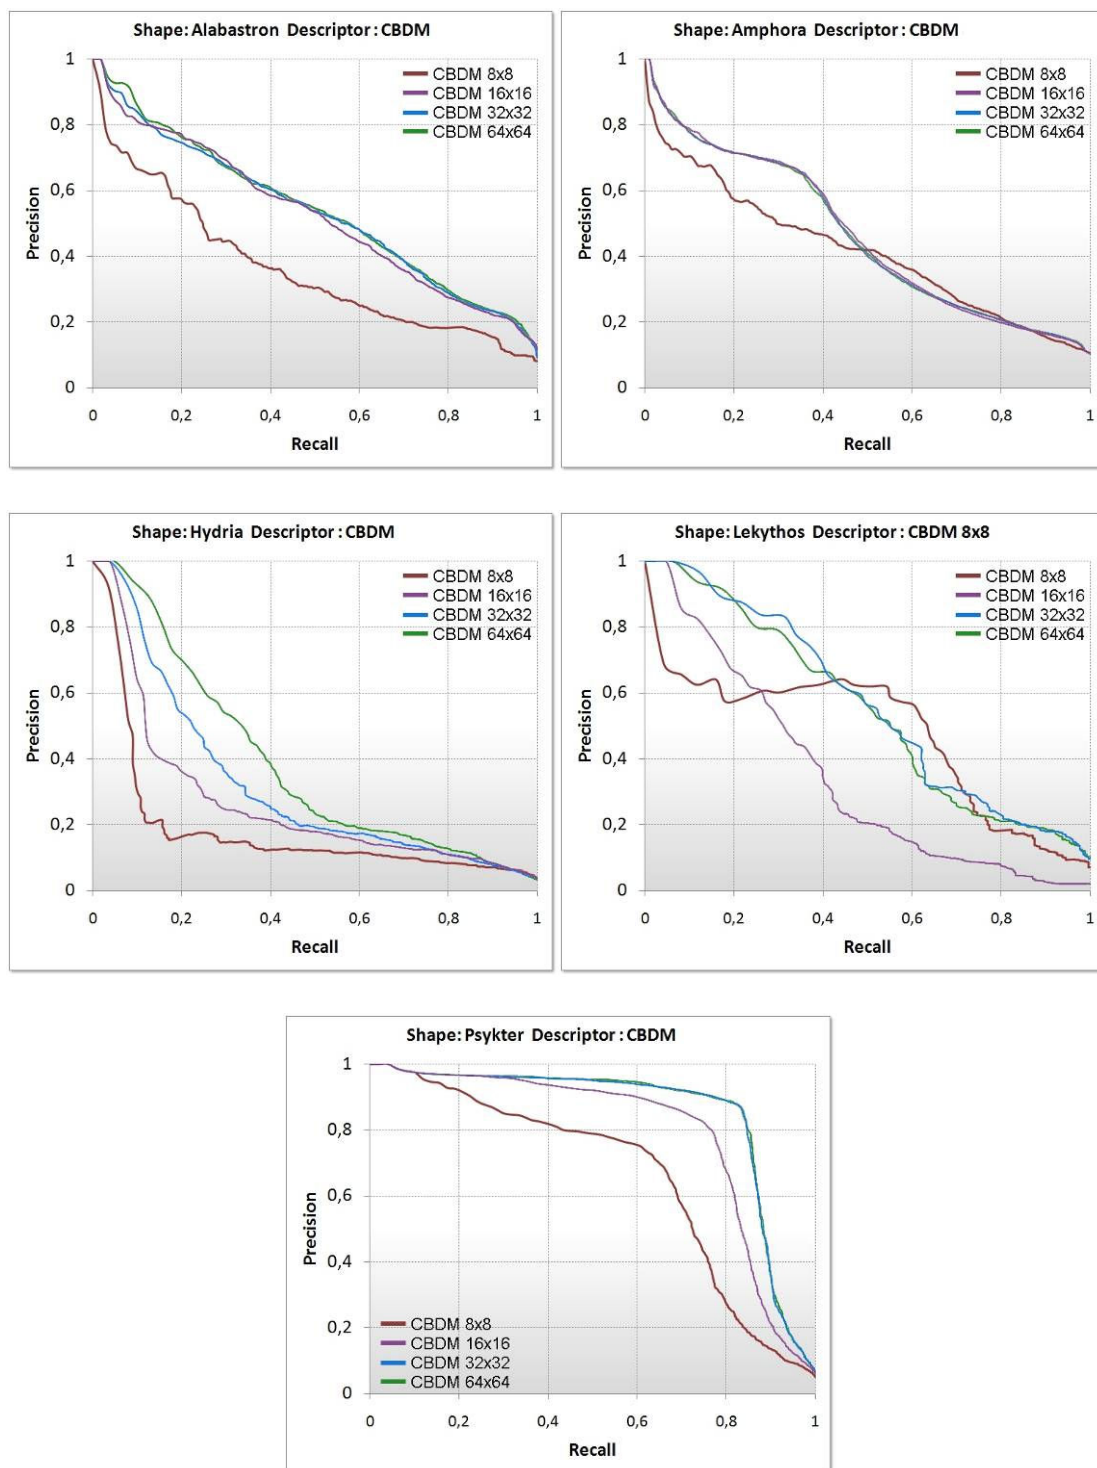 Shape: Alabastron Descriptor : CBDM
CBDM 8x8
CBDM 16x16
CBDM 32x32
CBDM 64x64
Precision
1
0,8
0,6
0,4
0,2
0
0 0,2 0,4 0,6 0,8 1
Recall
Shape: Amphora Descriptor : CBDM
CBDM 8x8
CBDM 16x16
CBDM 32x32
CBDM 64x64
Precision
1
0,8
0,6
0,4
0,2
0
0 0,2 0,4 0,6 0,8 1
Recall
Shape: Hydria Descriptor : CBDM
CBDM 8x8
CBDM 16x16
CBDM 32x32
CBDM 64x64
Precision
1
0,8
0,6
0,4
0,2
0
0 0,2 0,4 0,6 0,8 1
Recall
Shape: Lekythos Descriptor : CBDM 8x8
CBDM 8x8
CBDM 16x16
CBDM 32x32
CBDM 64x64
Precision
1
0,8
0,6
0,4
0,2
0
0 0,2 0,4 0,6 0,8 1
Recall
Shape: Psykter Descriptor : CBDM
Precision
1
0,8
0,6
0,4
0,2
0
CBDM 8x8
CBDM 16x16
CBDM 32x32
CBDM 64x64
0 0,2 0,4 0,6 0,8 1
Recall